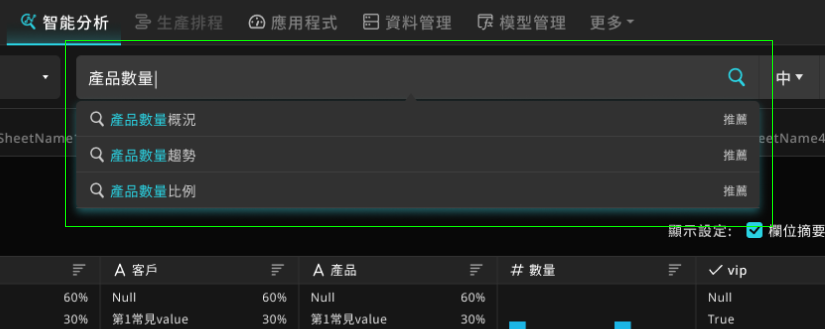 智能分析 生產排程 應用程式 資料管理 模型管理 更多
產品數量 中
SheetName
產品數量概況 推薦
eetName4
產品數量趨勢 推薦
產品數量比例 推薦
顯示設定: 欄位摘要
客戶 產品 # 數量 vip
60% Null 60% Null 60% Null
30% 第1常見value 30% 第1常見value 30% True